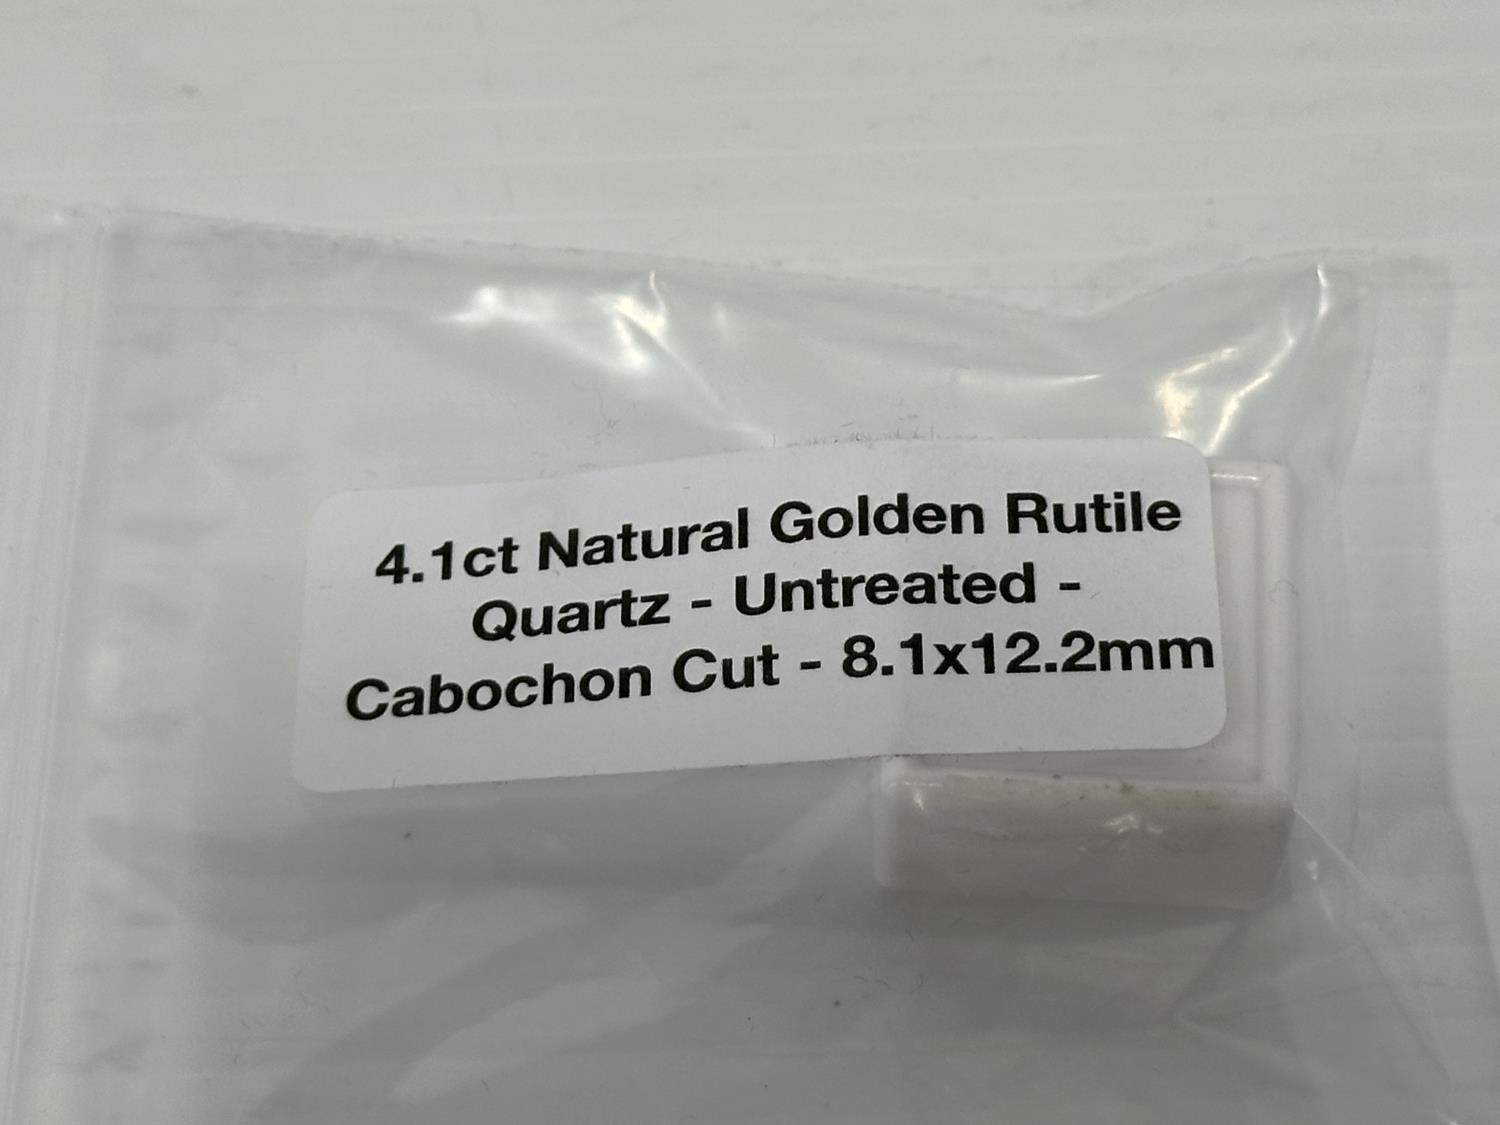 4.1ct Natural Golden Rutile
Quartz - Untreated -
Cabochon Cut - 8.1x12.2mm